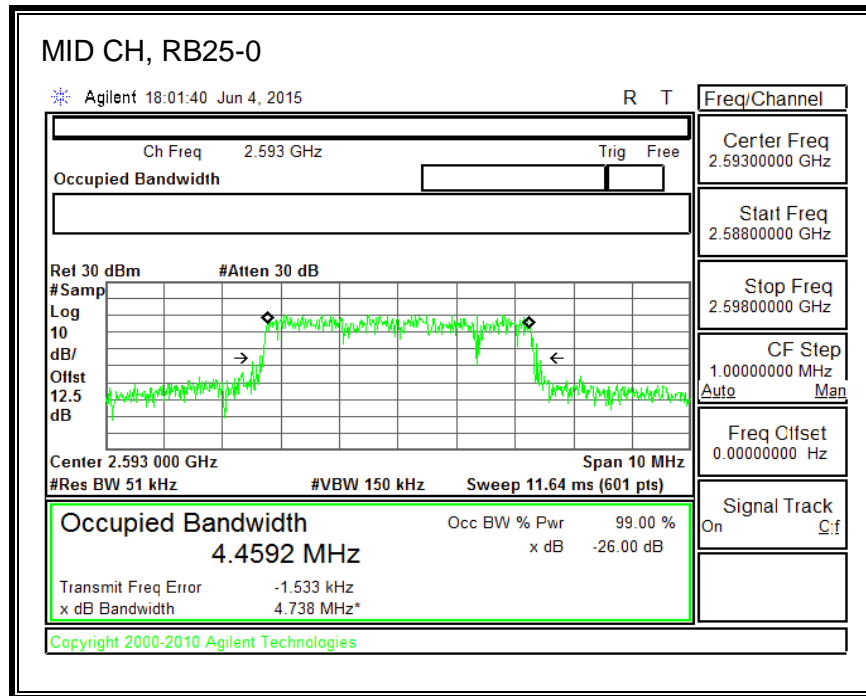 MID CH, RB25-0
Agilent 18:01:40 Jun 4, 2015 R T
Freq/Channel
Ch Freq 2.593 GHz Trig Free
Occupied Bandwidth
Center Freq
2.59300000 GHz
Start Freq
2.58800000 GHz
Stop Freq
2.59800000 GHz
CF Step
1.00000000 MHz
Auto Man
Freq Offset
0.00000000 Hz
Signal Track
On Off
Ref 30 dBm #Atten 30 dB
#Samp
Log
10
dB/
Offst
12.5
dB
Center 2.593 000 GHz Span 10 MHz
#Res BW 51 kHz #VBW 150 kHz Sweep 11.64 ms (601 pts)
Occupied Bandwidth
4.4592 MHz
Occ BW % Pwr 99.00 %
x dB -26.00 dB
Transmit Freq Error -1.533 kHz
x dB Bandwidth 4.738 MHz*
Copyright 2000-2010 Agilent Technologies